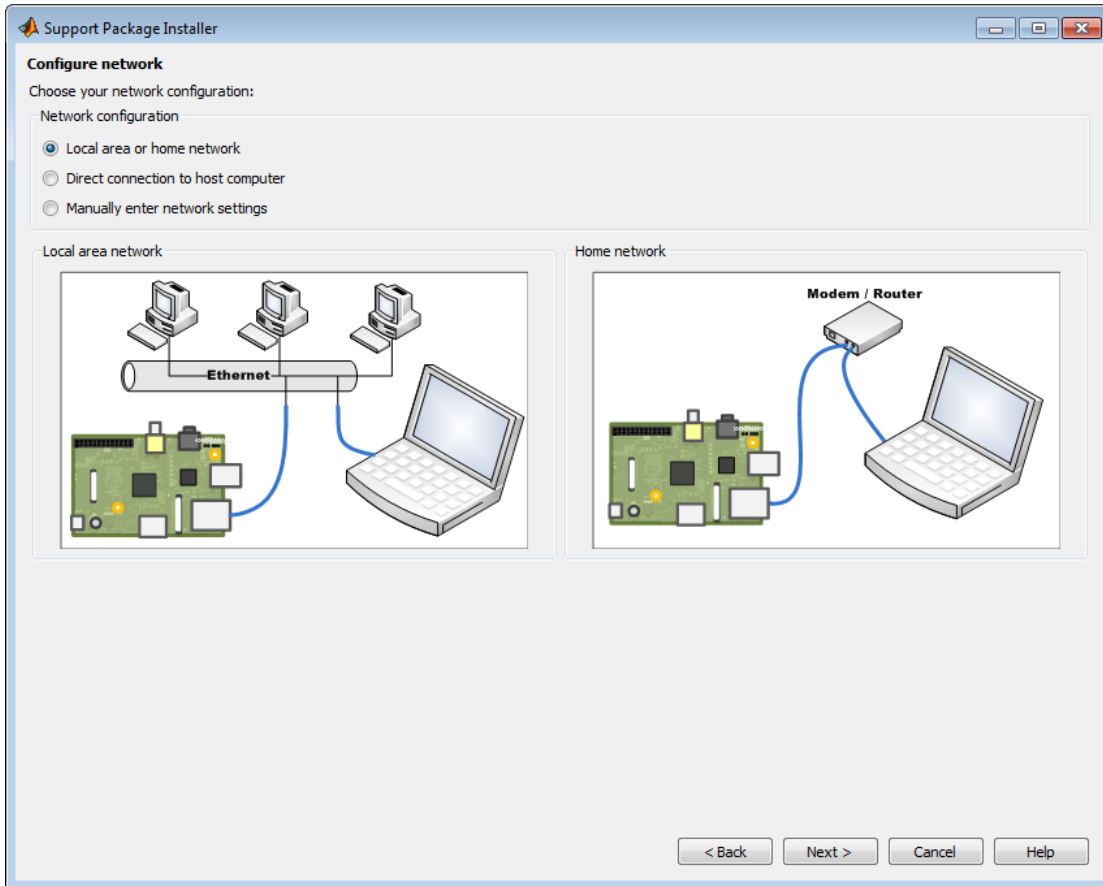 Support Package Installer
Configure network
Choose your network configuration:
Network configuration
Local area or home network
Direct connection to host computer
Manually enter network settings
Local area network
Ethernet
Home network
Modem / Router
< Back
Next >
Cancel
Help